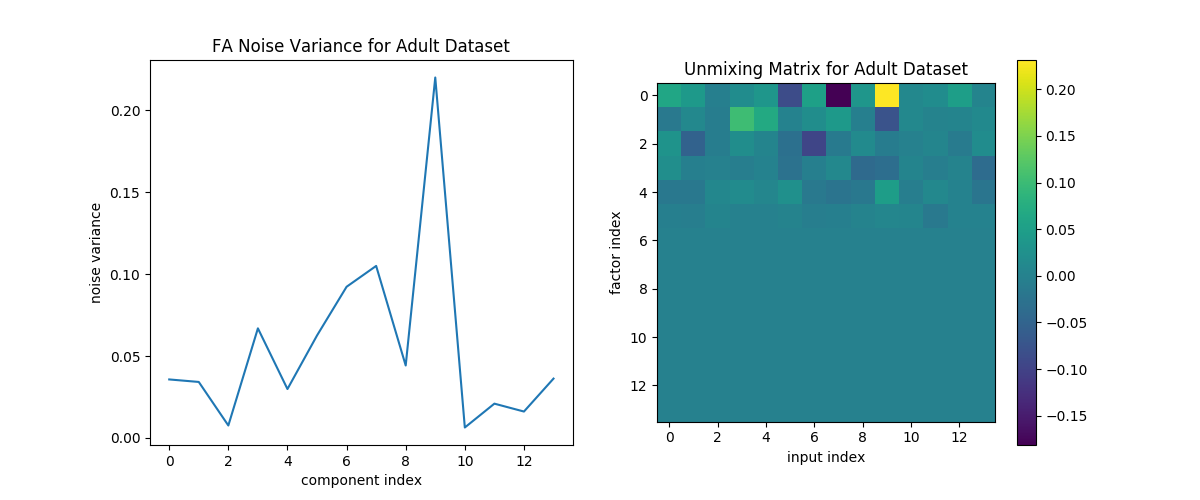 FA Noise Variance for Adult Dataset
noise variance
0.20
0.15
0.10
0.05
0.00
0 2 4 6 8 10 12
component index
Unmixing Matrix for Adult Dataset
factor index
0
2
4
6
8
10
12
0 2 4 6 8 10 12
input index
0.20
0.15
0.10
0.05
0.00
−0.05
−0.10
−0.15